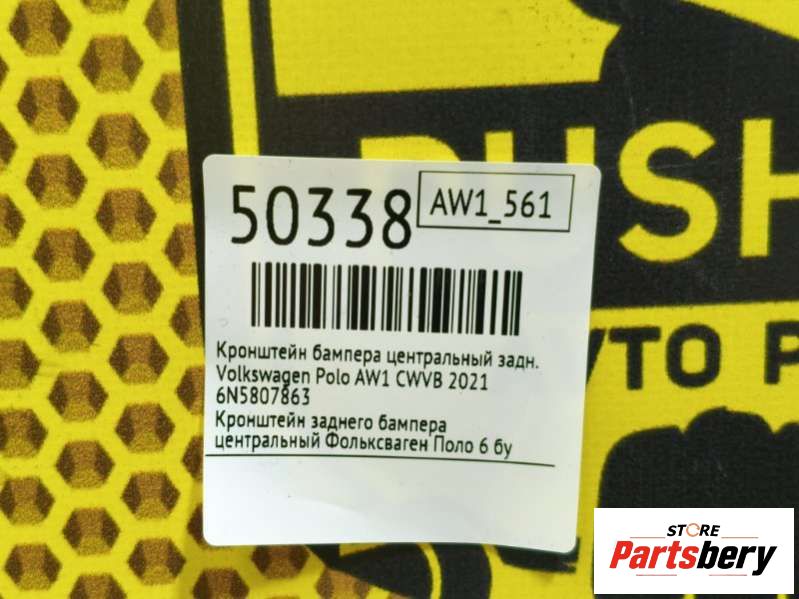 PUSH
50338
AW1_561
Кронштейн бампера центральный задн.
Volkswagen Polo AW1 CWVB 2021
6N5807863
Кронштейн заднего бампера
центральный Фольксваген Поло 6 бу
STORE
Partsbery